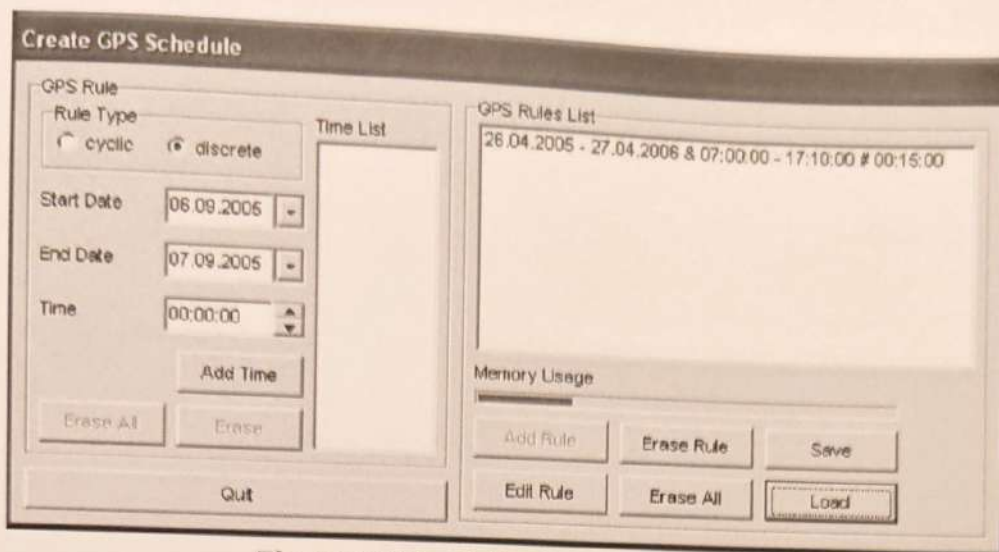 Create GPS Schedule
GPS Rule
Rule Type
cyclic discrete
Time List
Start Date 06.09.2005
End Date 07.09.2005
Time 00:00:00
Add Time
Erase All Erase
Quit
GPS Rules List
26.04.2005 - 27.04.2006 & 07:00:00 - 17:10:00 # 00:15:00
Memory Usage
Add Rule Erase Rule Save
Edit Rule Erase All Load